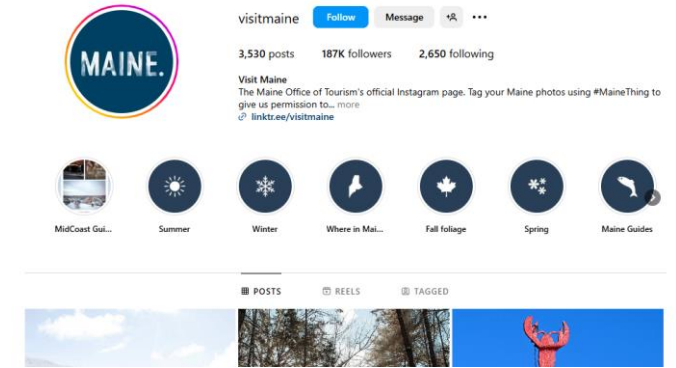 visitmaine Follow Message
3,530 posts 187K followers 2,650 following
MAINE.
Visit Maine
The Maine Office of Tourism's official Instagram page. Tag your Maine photos using #MaineThing to
give us permission to... more
linktr.ee/visitmaine
MidCoast Gui... Summer Winter Where in Mai... Fall foliage Spring Maine Guides
POSTS REELS TAGGED